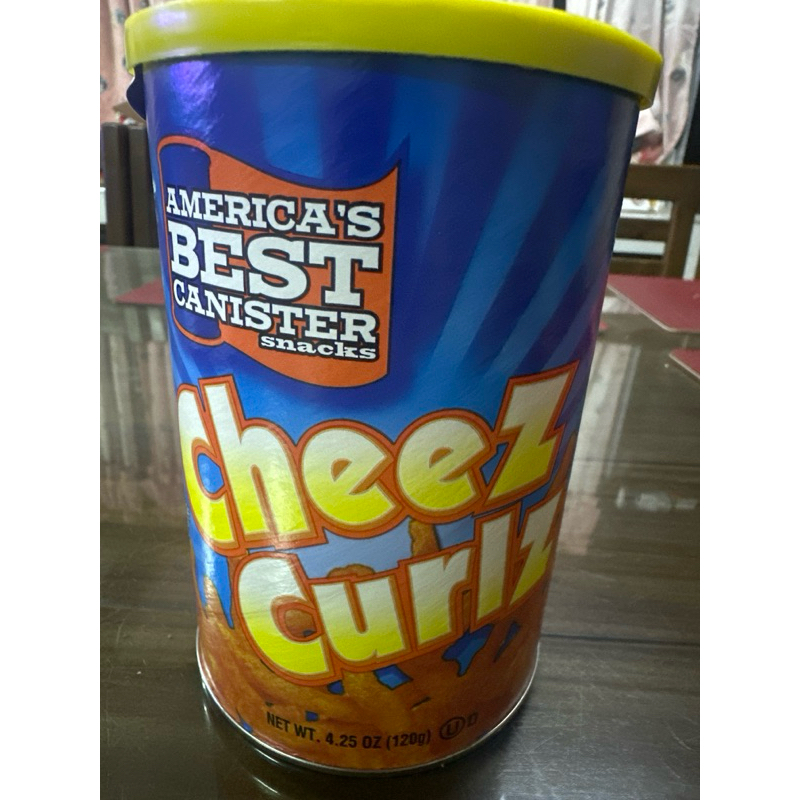 AMERICA'S
BEST
CANISTER
snacks
Cheez
Curlz
NET WT. 4.25 OZ (120g) U D